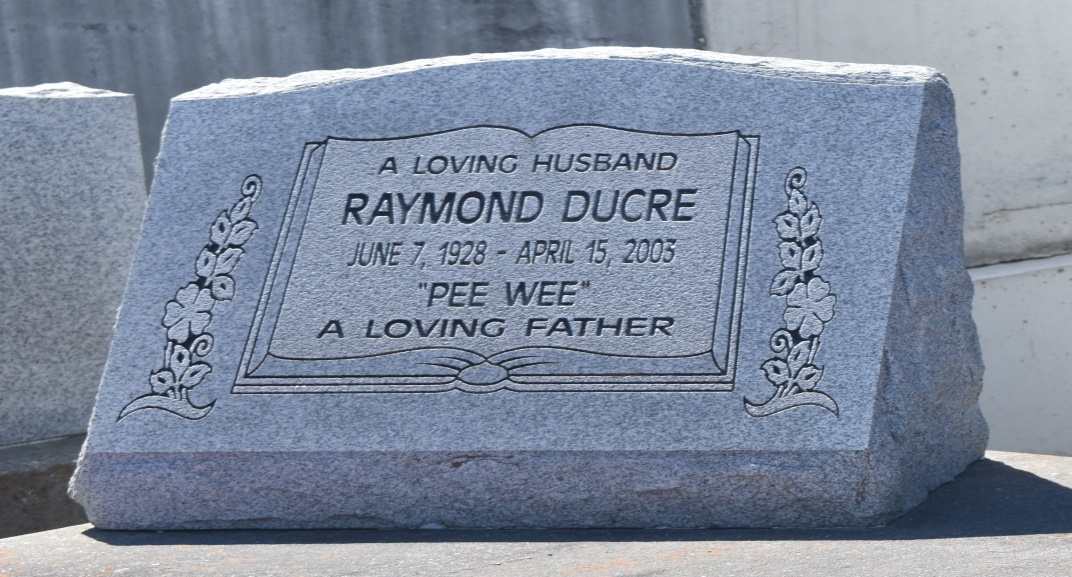 A LOVING HUSBAND
RAYMOND DUCRE
JUNE 7, 1928 - APRIL 15, 2003
"PEE WEE"
A LOVING FATHER